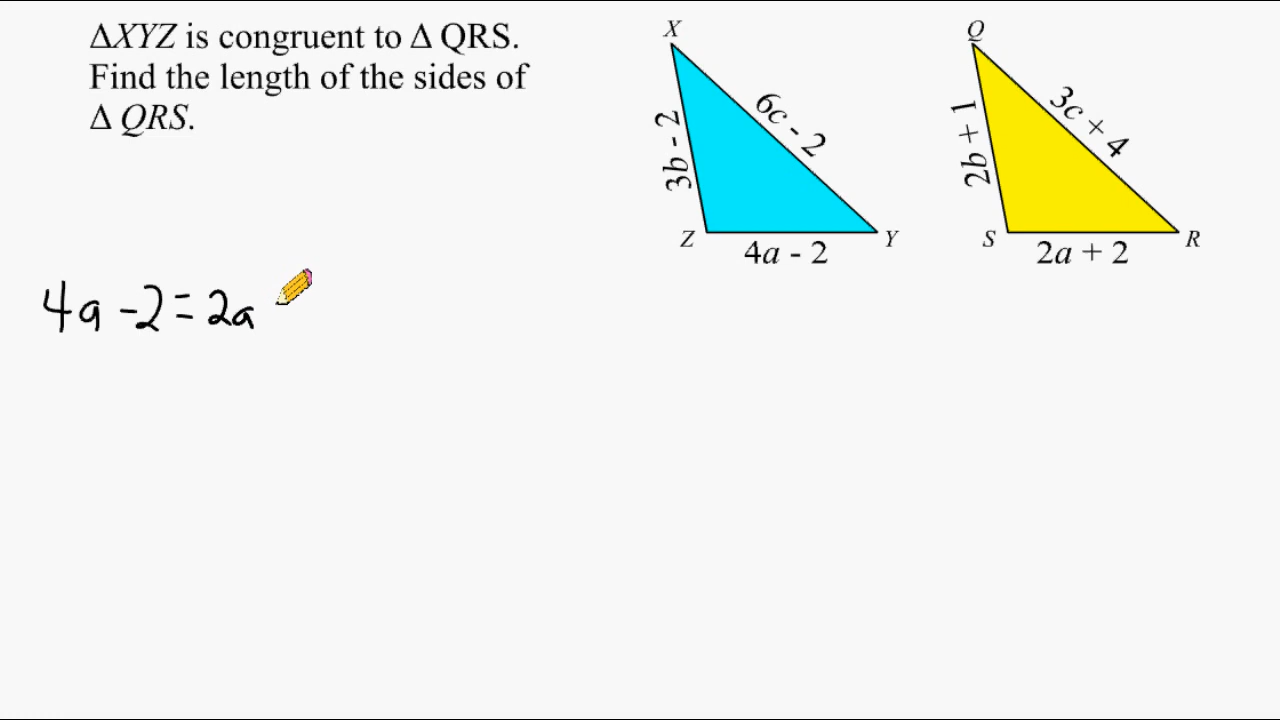 ΔXYZ is congruent to Δ QRS.
Find the length of the sides of
Δ QRS.
X
6c - 2
3b - 2
Z
Y
4a - 2
Q
3c + 4
2b + 1
S
R
2a + 2
4a - 2 = 2a